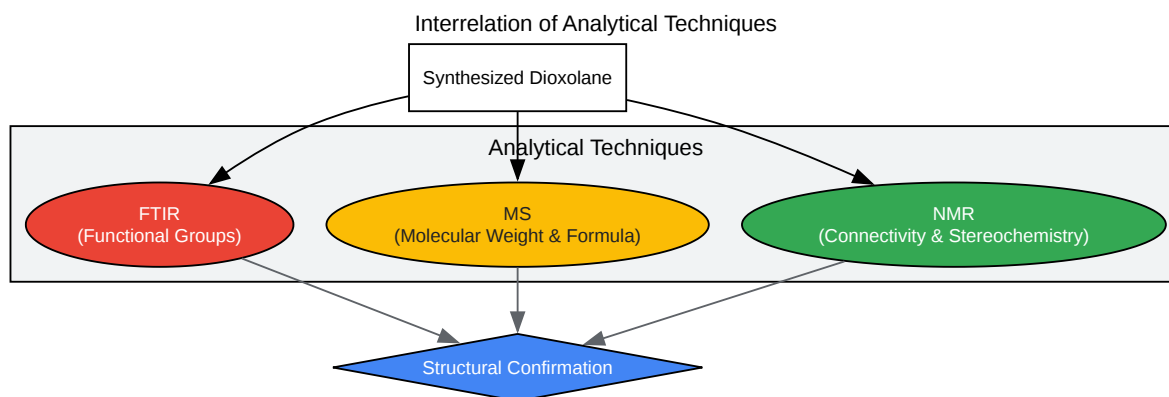 Interrelation of Analytical Techniques
Synthesized Dioxolane
Analytical Techniques
FTIR
(Functional Groups)
MS
(Molecular Weight & Formula)
NMR
(Connectivity & Stereochemistry)
Structural Confirmation